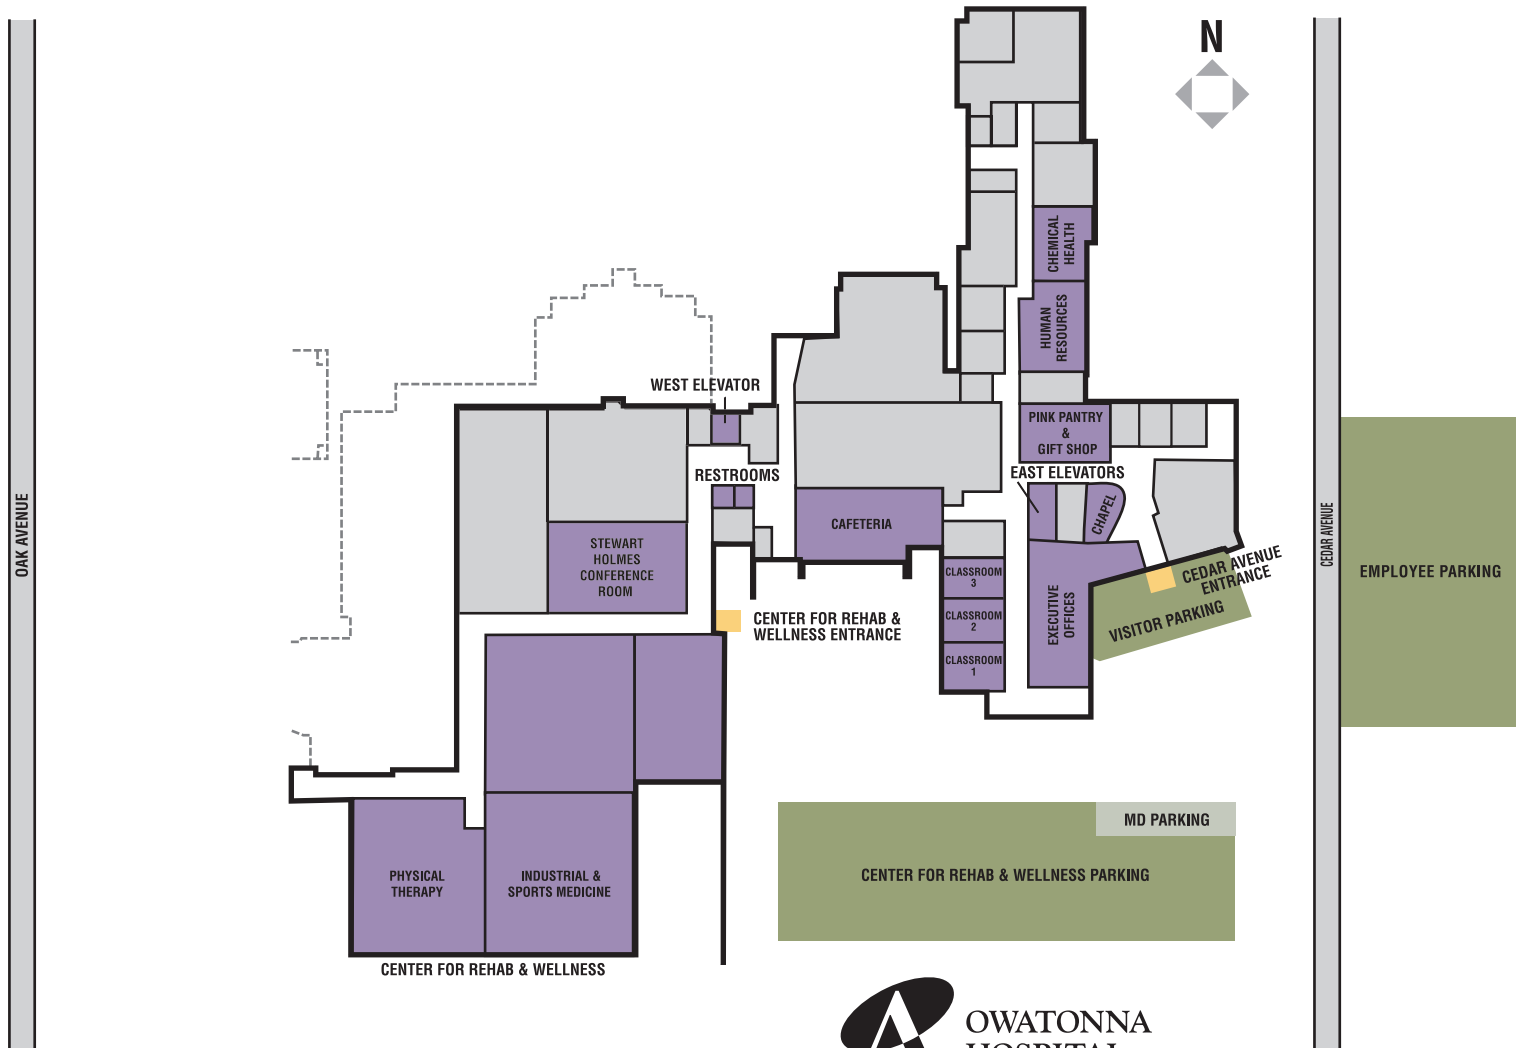 N
CHEMICAL
HEALTH
HUMAN
RESOURCES
WEST ELEVATOR
PINK PANTRY
&
GIFT SHOP
EAST ELEVATORS
RESTROOMS
CHAPEL
CAFETERIA
OAK AVENUE
CEDAR AVENUE
STEWART
HOLMES
CONFERENCE
ROOM
CLASSROOM
3
CLASSROOM
2
CLASSROOM
1
EXECUTIVE
OFFICES
CEDAR AVENUE
ENTRANCE
VISITOR PARKING
EMPLOYEE PARKING
CENTER FOR REHAB &
WELLNESS ENTRANCE
MD PARKING
CENTER FOR REHAB & WELLNESS PARKING
PHYSICAL
THERAPY
INDUSTRIAL &
SPORTS MEDICINE
CENTER FOR REHAB & WELLNESS
OWATONNA
HOSPITAL